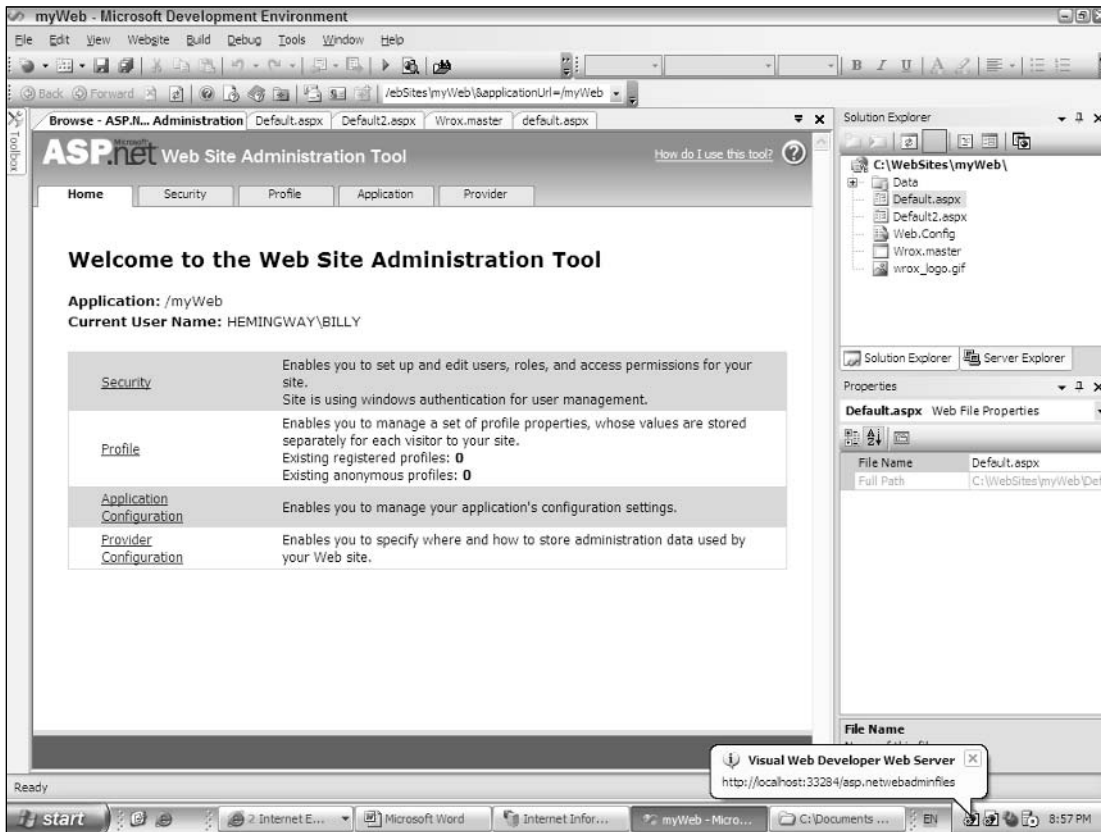 myWeb - Microsoft Development Environment
File Edit View Website Build Debug Tools Window Help
B I U A
Back Forward /ebSites\myWeb\&applicationUrl=/myWeb
Toolbox
Browse - ASP.N... Administration Default.aspx Default2.aspx Wrox.master default.aspx
Microsoft
ASP.net Web Site Administration Tool How do I use this tool? ?
Home Security Profile Application Provider
Welcome to the Web Site Administration Tool
Application: /myWeb
Current User Name: HEMINGWAY\BILLY
Security
Enables you to set up and edit users, roles, and access permissions for your
site.
Site is using windows authentication for user management.
Profile
Enables you to manage a set of profile properties, whose values are stored
separately for each visitor to your site.
Existing registered profiles: 0
Existing anonymous profiles: 0
Application
Configuration
Enables you to manage your application's configuration settings.
Provider
Configuration
Enables you to specify where and how to store administration data used by
your Web site.
Solution Explorer
C:\WebSites\myWeb\
Data
Default.aspx
Default2.aspx
Web.Config
Wrox.master
wrox_logo.gif
Solution Explorer Server Explorer
Properties
Default.aspx Web File Properties
File Name Default.aspx
Full Path C:\WebSites\myWeb\Def
File Name
Visual Web Developer Web Server
http://localhost:33284/asp.netwebadminfiles
Ready
start 2 Internet E... Microsoft Word Internet Infor... myWeb - Micro... C:\Documents ... EN 8:57 PM